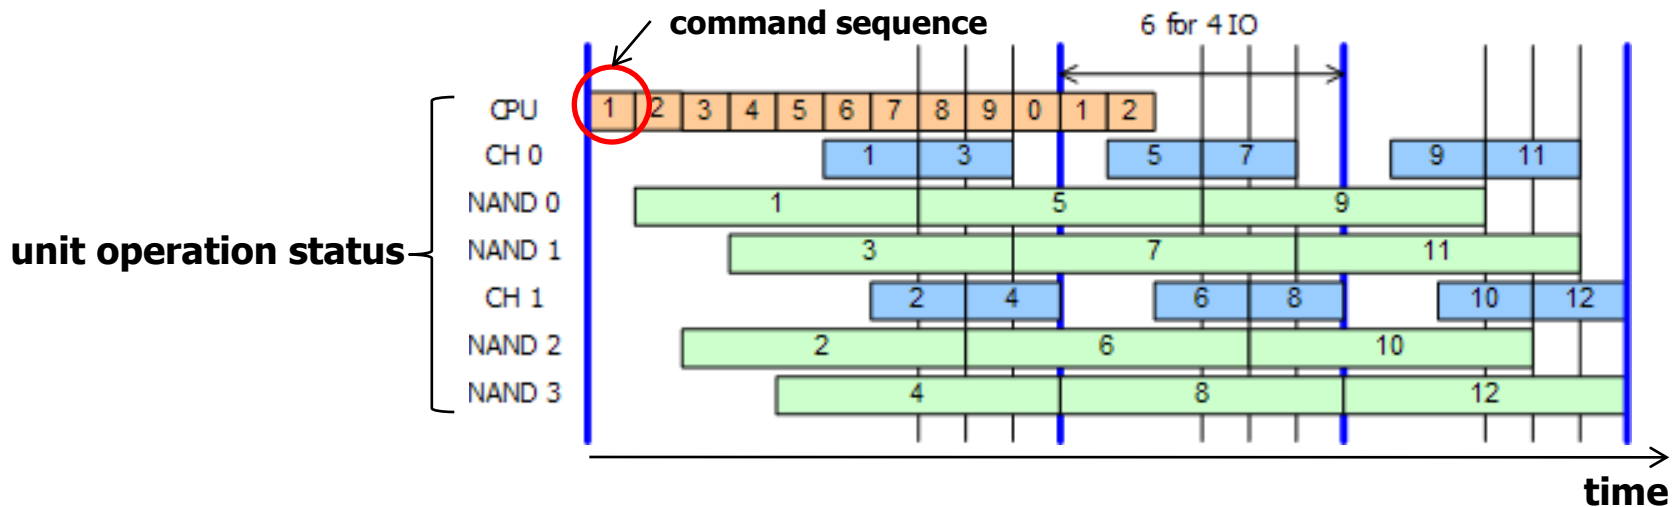 command sequence
6 for 4 IO
CPU 1 2 3 4 5 6 7 8 9 0 1 2
CH 0 1 3 5 7 9 11
NAND 0 1 5 9
NAND 1 3 7 11
unit operation status
CH 1 2 4 6 8 10 12
NAND 2 2 6 10
NAND 3 4 8 12
time